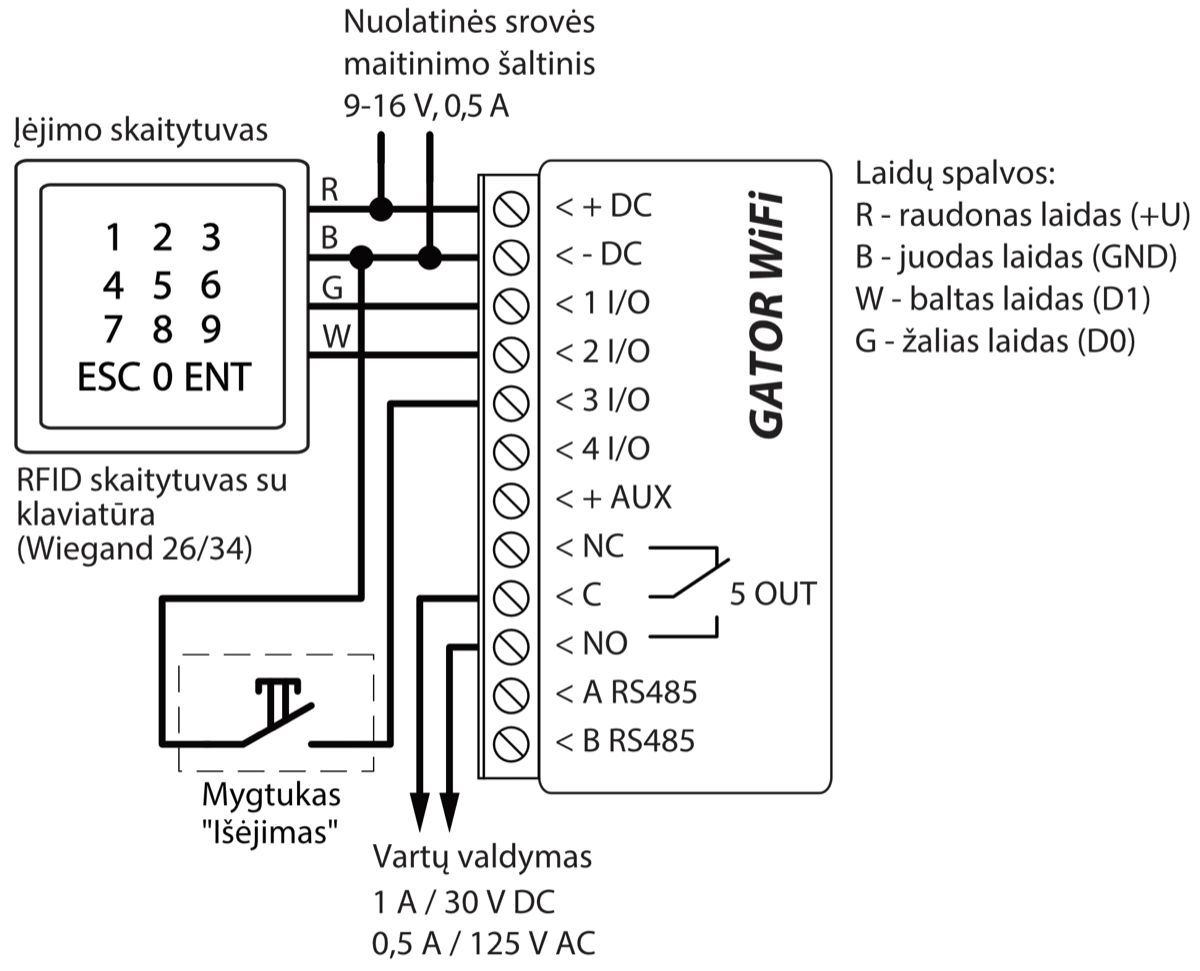 Nuolatinės srovės
maitinimo šaltinis
9-16 V, 0,5 A
Įėjimo skaitytuvas
1 2 3
4 5 6
7 8 9
ESC 0 ENT
RFID skaitytuvas su
klaviatūra
(Wiegand 26/34)
R
B
G
W
< + DC
< - DC
< 1 I/O
< 2 I/O
< 3 I/O
< 4 I/O
< + AUX
< NC
< C
< NO
< A RS485
< B RS485
5 OUT
GATOR WiFi
Laidų spalvos:
R - raudonas laidas (+U)
B - juodas laidas (GND)
W - baltas laidas (D1)
G - žalias laidas (D0)
Mygtukas
"Išėjimas"
Vartų valdymas
1 A / 30 V DC
0,5 A / 125 V AC